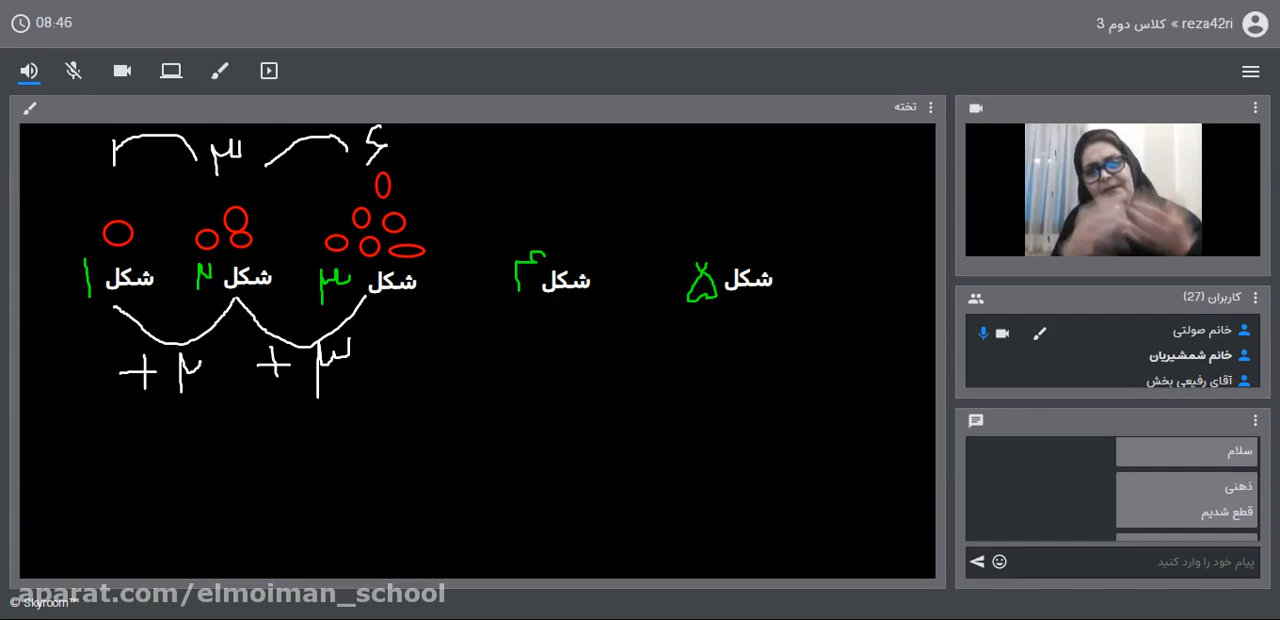 08:46
reza42ri » کلاس دوم 3
تخته
۱ ۳ ۶
شکل ۱
شکل ۲
شکل ۳
شکل ۴
شکل ۵
+ ۲
+ ۳
کاربران (27)
خانم صولتی
خانم شمشیریان
آقای رفیعی بخش
سلام
ذهنی
قطع شدیم
پیام خود را وارد کنید
aparat.com/elmoiman_school
© Skyroom™